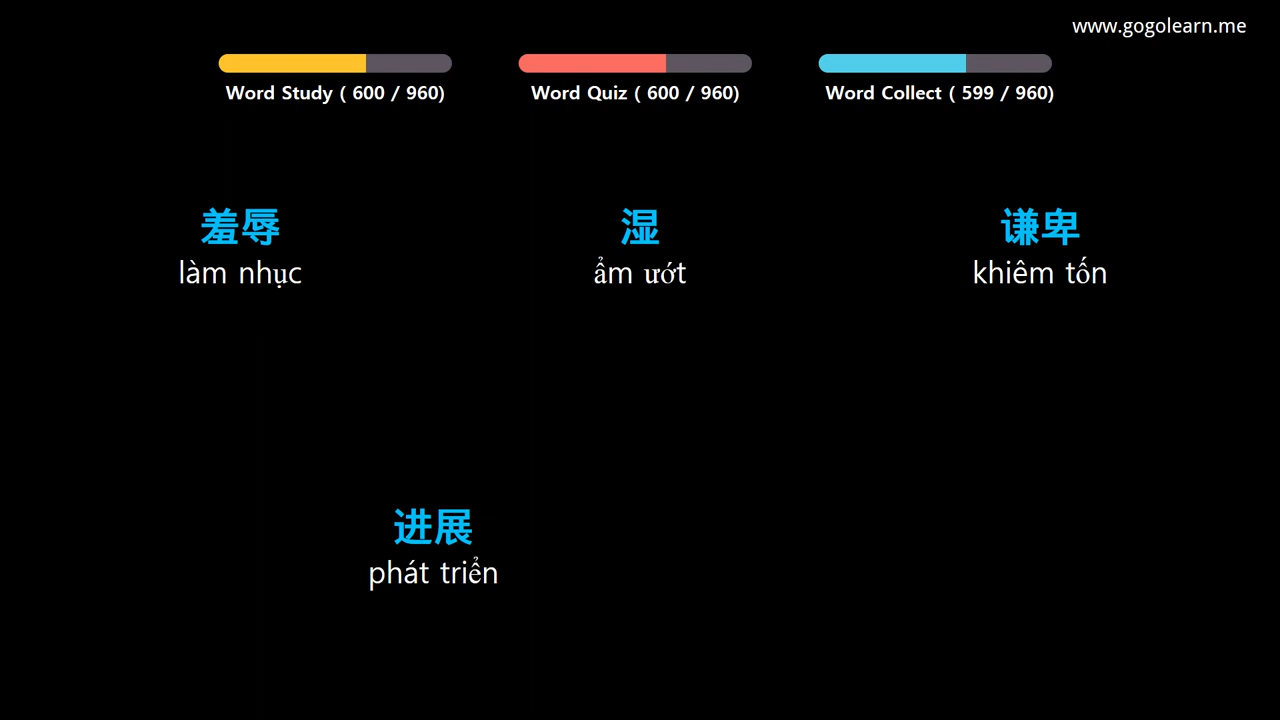 www.gogolearn.me
Word Study ( 600 / 960)
Word Quiz ( 600 / 960)
Word Collect ( 599 / 960)
羞辱
làm nhục
湿
ẩm ướt
谦卑
khiêm tốn
进展
phát triển